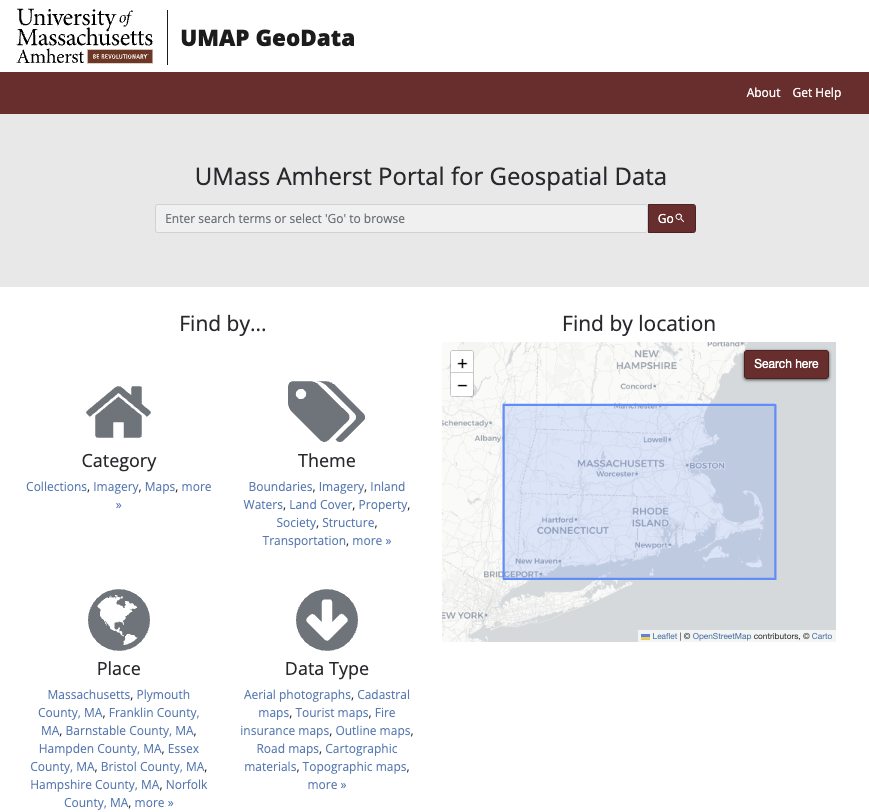 University of
Massachusetts
Amherst BE REVOLUTIONARY
UMAP GeoData
About Get Help
UMass Amherst Portal for Geospatial Data
Enter search terms or select 'Go' to browse
Go
Find by...
Category
Collections, Imagery, Maps, more
»
Theme
Boundaries, Imagery, Inland
Waters, Land Cover, Property,
Society, Structure,
Transportation, more »
Place
Massachusetts, Plymouth
County, MA, Franklin County,
MA, Barnstable County, MA,
Hampden County, MA, Essex
County, MA, Bristol County, MA,
Hampshire County, MA, Norfolk
County, MA, more »
Data Type
Aerial photographs, Cadastral
maps, Tourist maps, Fire
insurance maps, Outline maps,
Road maps, Cartographic
materials, Topographic maps,
more »
Find by location
+
−
Search here
Portland
NEW
HAMPSHIRE
Concord
Manchester
Schenectady
Albany
Lowell
MASSACHUSETTS
BOSTON
Worcester
RHODE
ISLAND
Hartford
CONNECTICUT
Newport
New Haven
BRIDGEPORT
EW YORK
Leaflet | © OpenStreetMap contributors, © Carto